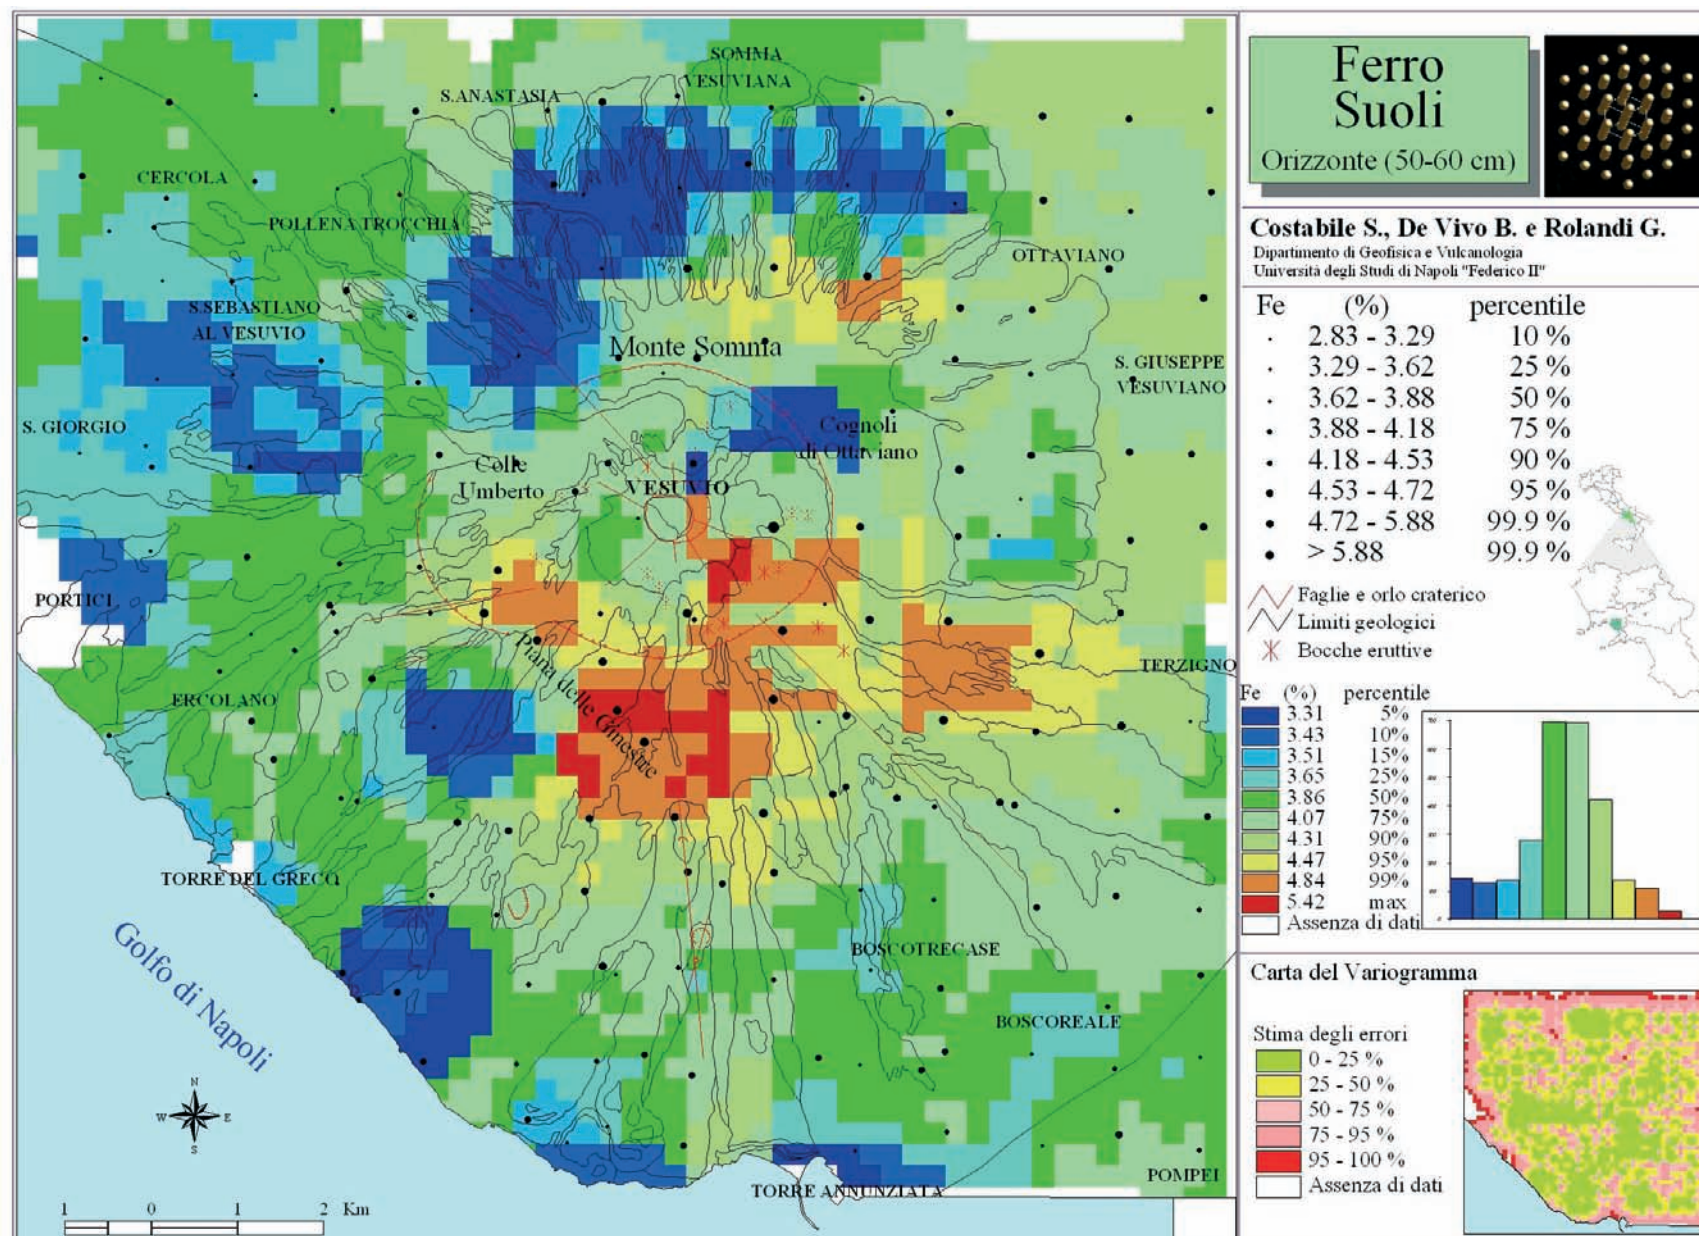 SOMMA
VESUVIANA
S.ANASTASIA
CERCOLA
POLLENA TROCCHIA
OTTAVIANO
S.SEBASTIANO
AL VESUVIO
Monte Somma
S. GIUSEPPE
VESUVIANO
S. GIORGIO
Cognoli
di Ottaviano
Colle
Umberto
VESUVIO
PORTICI
Piana delle Ginestre
TERZIGNO
ERCOLANO
TORRE DEL GRECO
Golfo di Napoli
BOSCOTRECASE
BOSCOREALE
POMPEI
TORRE ANNUNZIATA
N
W E
S
1 0 1 2 Km
Ferro
Suoli
Orizzonte (50-60 cm)
Costabile S., De Vivo B. e Rolandi G.
Dipartimento di Geofisica e Vulcanologia
Università degli Studi di Napoli "Federico II"
Fe (%) percentile
2.83 - 3.29 10 %
3.29 - 3.62 25 %
3.62 - 3.88 50 %
3.88 - 4.18 75 %
4.18 - 4.53 90 %
4.53 - 4.72 95 %
4.72 - 5.88 99.9 %
> 5.88 99.9 %
Faglie e orlo craterico
Limiti geologici
Bocche eruttive
Fe (%) percentile
3.31 5%
3.43 10%
3.51 15%
3.65 25%
3.86 50%
4.07 75%
4.31 90%
4.47 95%
4.84 99%
5.42 max
Assenza di dati
Carta del Variogramma
Stima degli errori
0 - 25 %
25 - 50 %
50 - 75 %
75 - 95 %
95 - 100 %
Assenza di dati